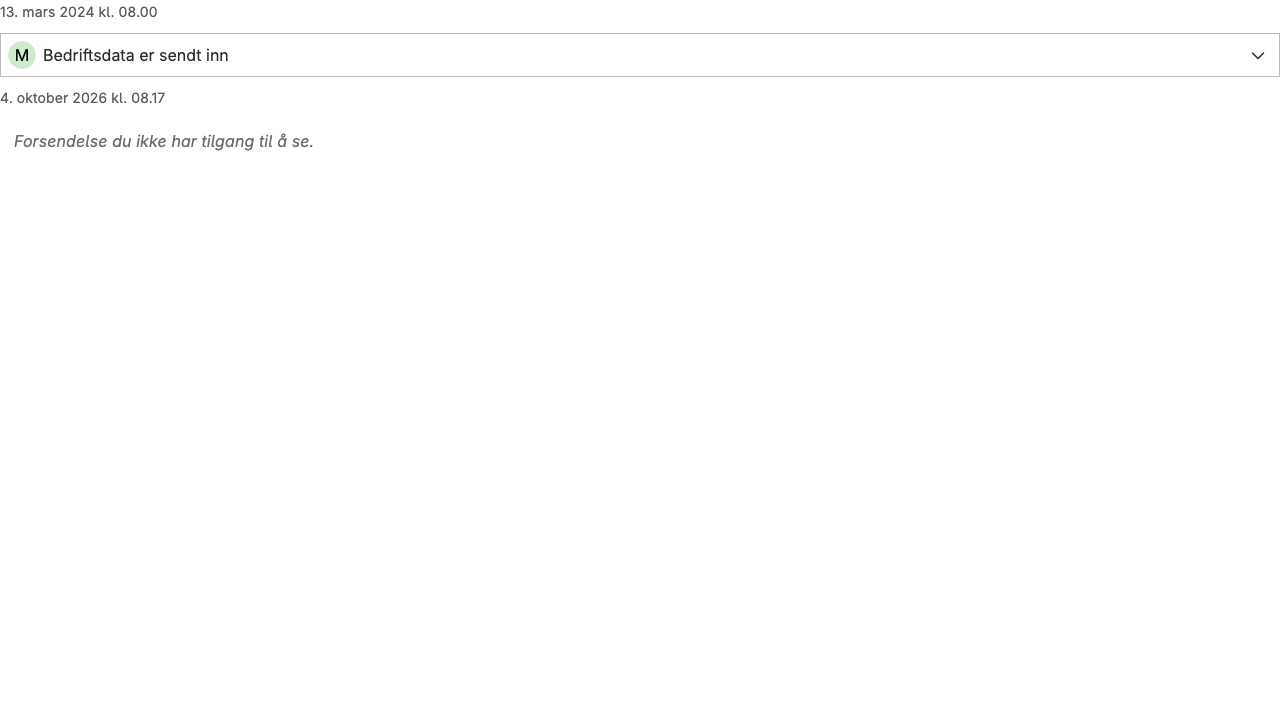 13. mars 2024 kl. 08.00
M Bedriftsdata er sendt inn
4. oktober 2026 kl. 08.17
Forsendelse du ikke har tilgang til å se.